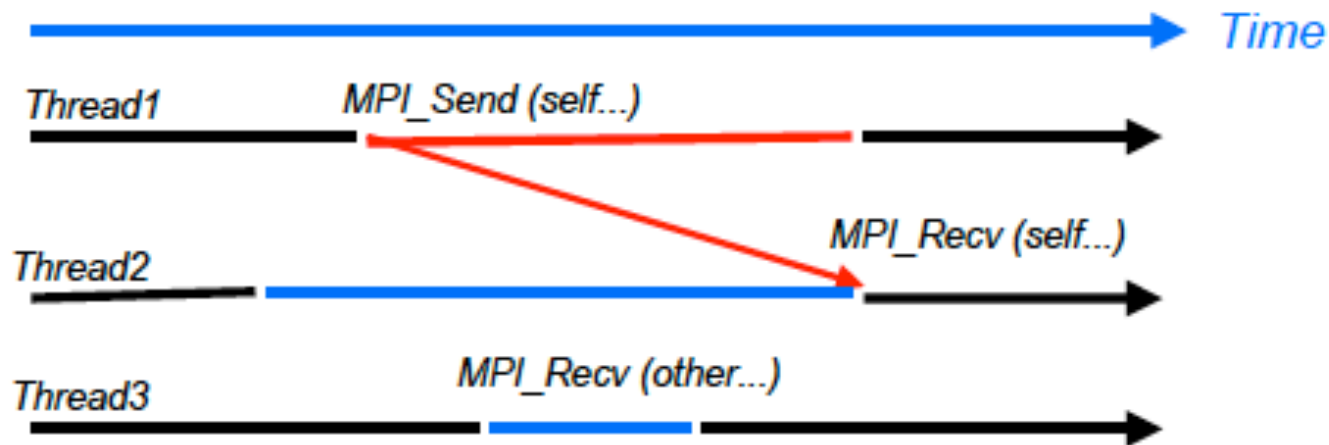 Time
Thread1
MPI_Send (self...)
MPI_Recv (self...)
Thread2
MPI_Recv (other...)
Thread3